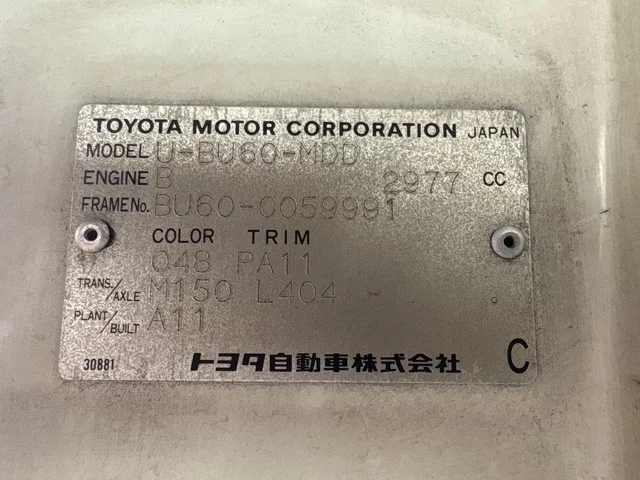 TOYOTA MOTOR CORPORATION JAPAN
MODEL U-BU60-MDD
ENGINE B 2977 CC
FRAME No. BU60-0059991
COLOR TRIM
048 PA11
TRANS./AXLE M150 L404
PLANT/BUILT A11
30881 トヨタ自動車株式会社 C